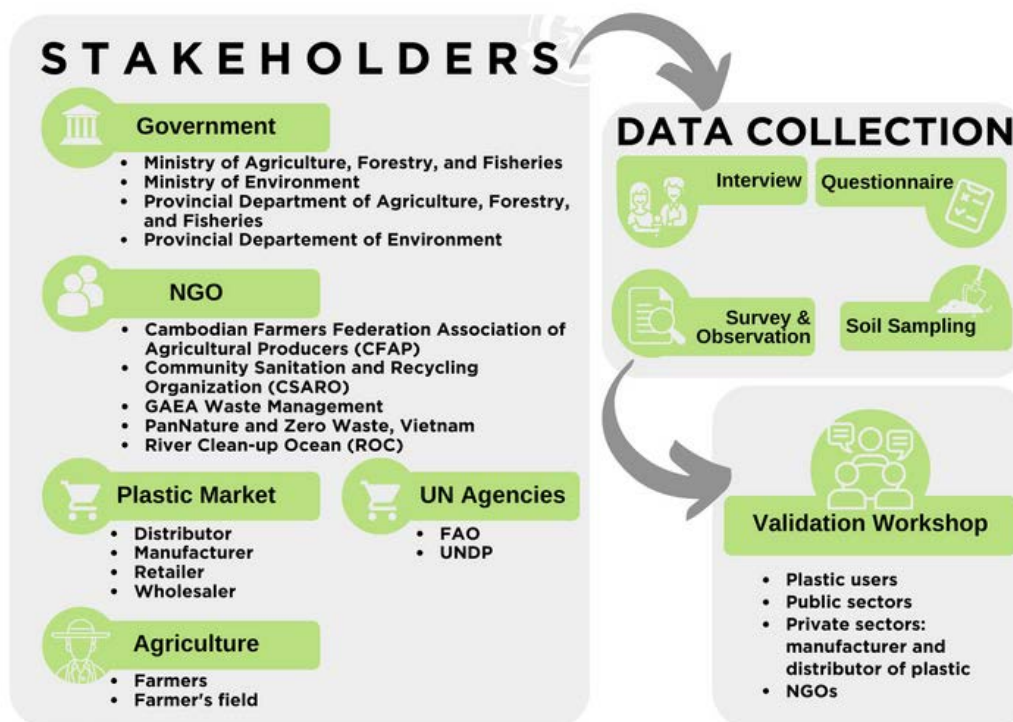 STAKEHOLDERS
Government
• Ministry of Agriculture, Forestry, and Fisheries
• Ministry of Environment
• Provincial Department of Agriculture, Forestry,
and Fisheries
• Provincial Departement of Environment
NGO
• Cambodian Farmers Federation Association of
Agricultural Producers (CFAP)
• Community Sanitation and Recycling
Organization (CSARO)
• GAEA Waste Management
• PanNature and Zero Waste, Vietnam
• River Clean-up Ocean (ROC)
Plastic Market
• Distributor
• Manufacturer
• Retailer
• Wholesaler
UN Agencies
• FAO
• UNDP
Agriculture
• Farmers
• Farmer's field
DATA COLLECTION
Interview
Questionnaire
Survey &
Observation
Soil Sampling
Validation Workshop
• Plastic users
• Public sectors
• Private sectors:
manufacturer and
distributor of plastic
• NGOs